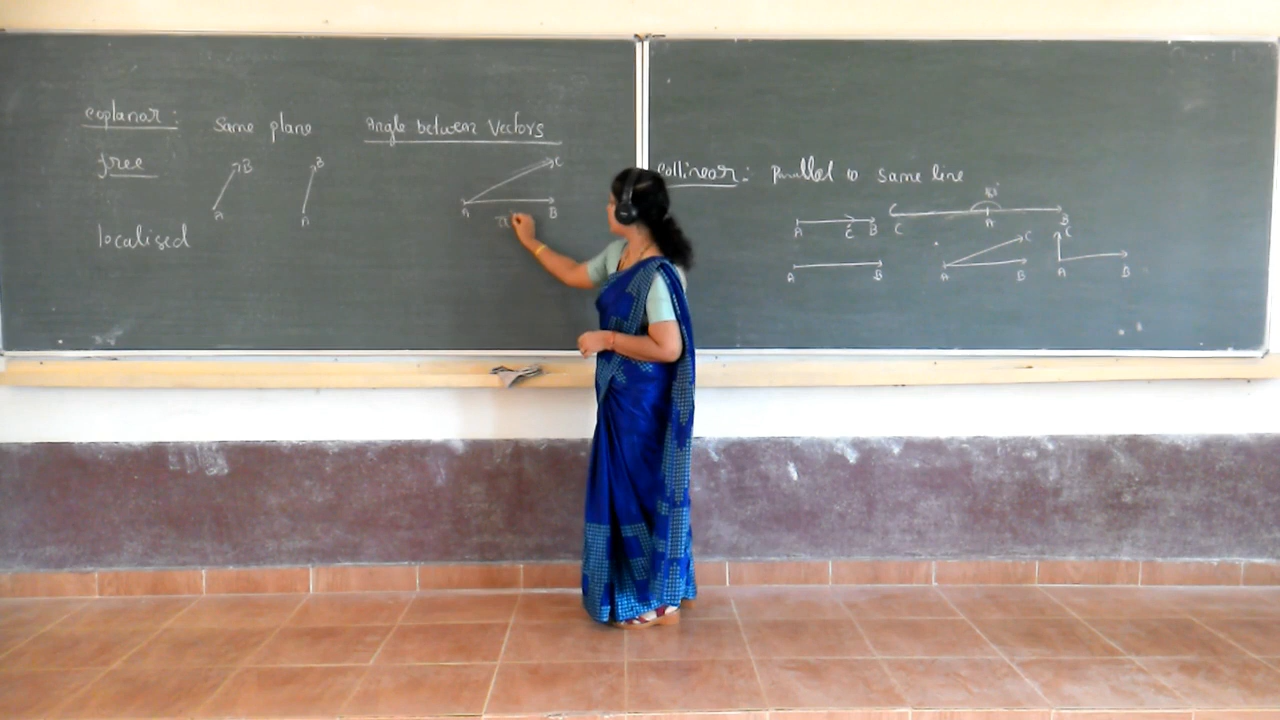 coplanar : Same plane
Angle between Vectors
free
B
B
C
A
A
A
B
localised
Collinear : Parallel to same line
A
C
B
C
A
B
A
B
A
B
C
A
B
C